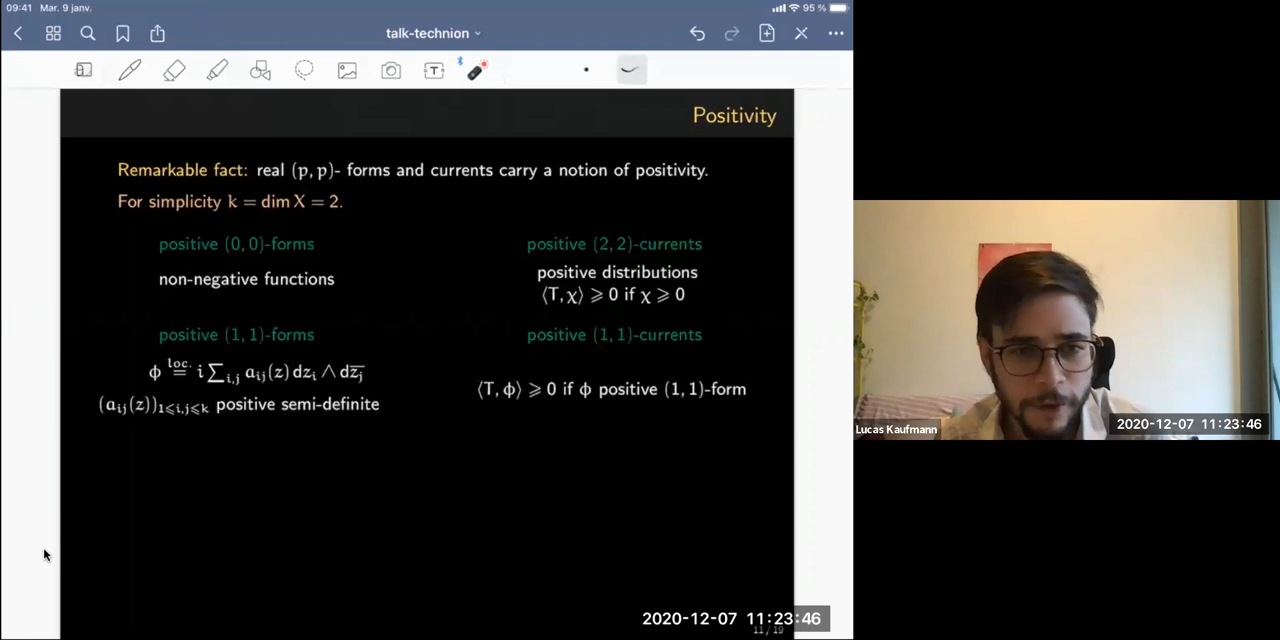 09:41 Mar. 9 janv.
95 %
talk-technion
T
Positivity
Remarkable fact: real (p, p)- forms and currents carry a notion of positivity.
For simplicity k = dim X = 2.
positive (0, 0)-forms
non-negative functions
positive (2, 2)-currents
positive distributions
⟨T, χ⟩ ⩾ 0 if χ ⩾ 0
positive (1, 1)-forms
ϕ loc. = i ∑i,j aij(z) dzi ∧ dz̄j
(aij(z))1⩽i,j⩽k positive semi-definite
positive (1, 1)-currents
⟨T, ϕ⟩ ⩾ 0 if ϕ positive (1, 1)-form
2020-12-07 11:23:46
11 / 19
Lucas Kaufmann
2020-12-07 11:23:46